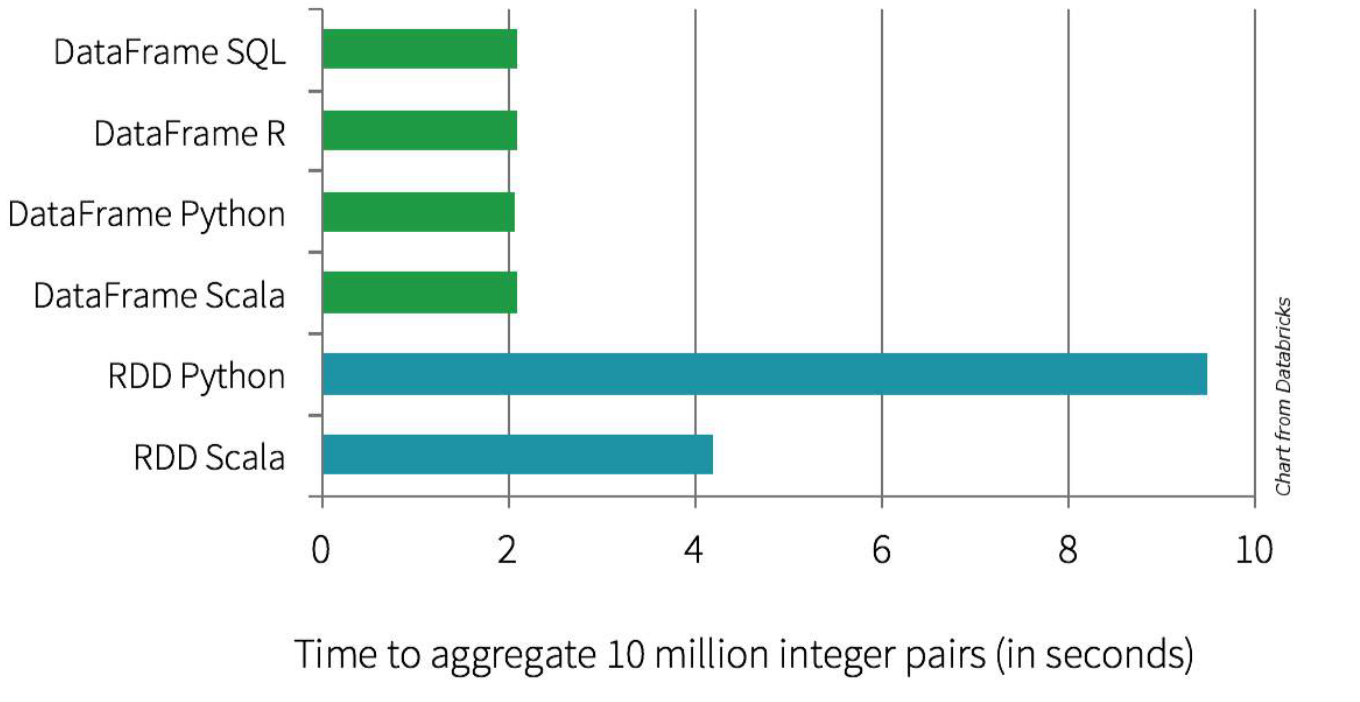 DataFrame SQL
DataFrame R
DataFrame Python
DataFrame Scala
RDD Python
RDD Scala
0 2 4 6 8 10
Time to aggregate 10 million integer pairs (in seconds)
Chart from Databricks